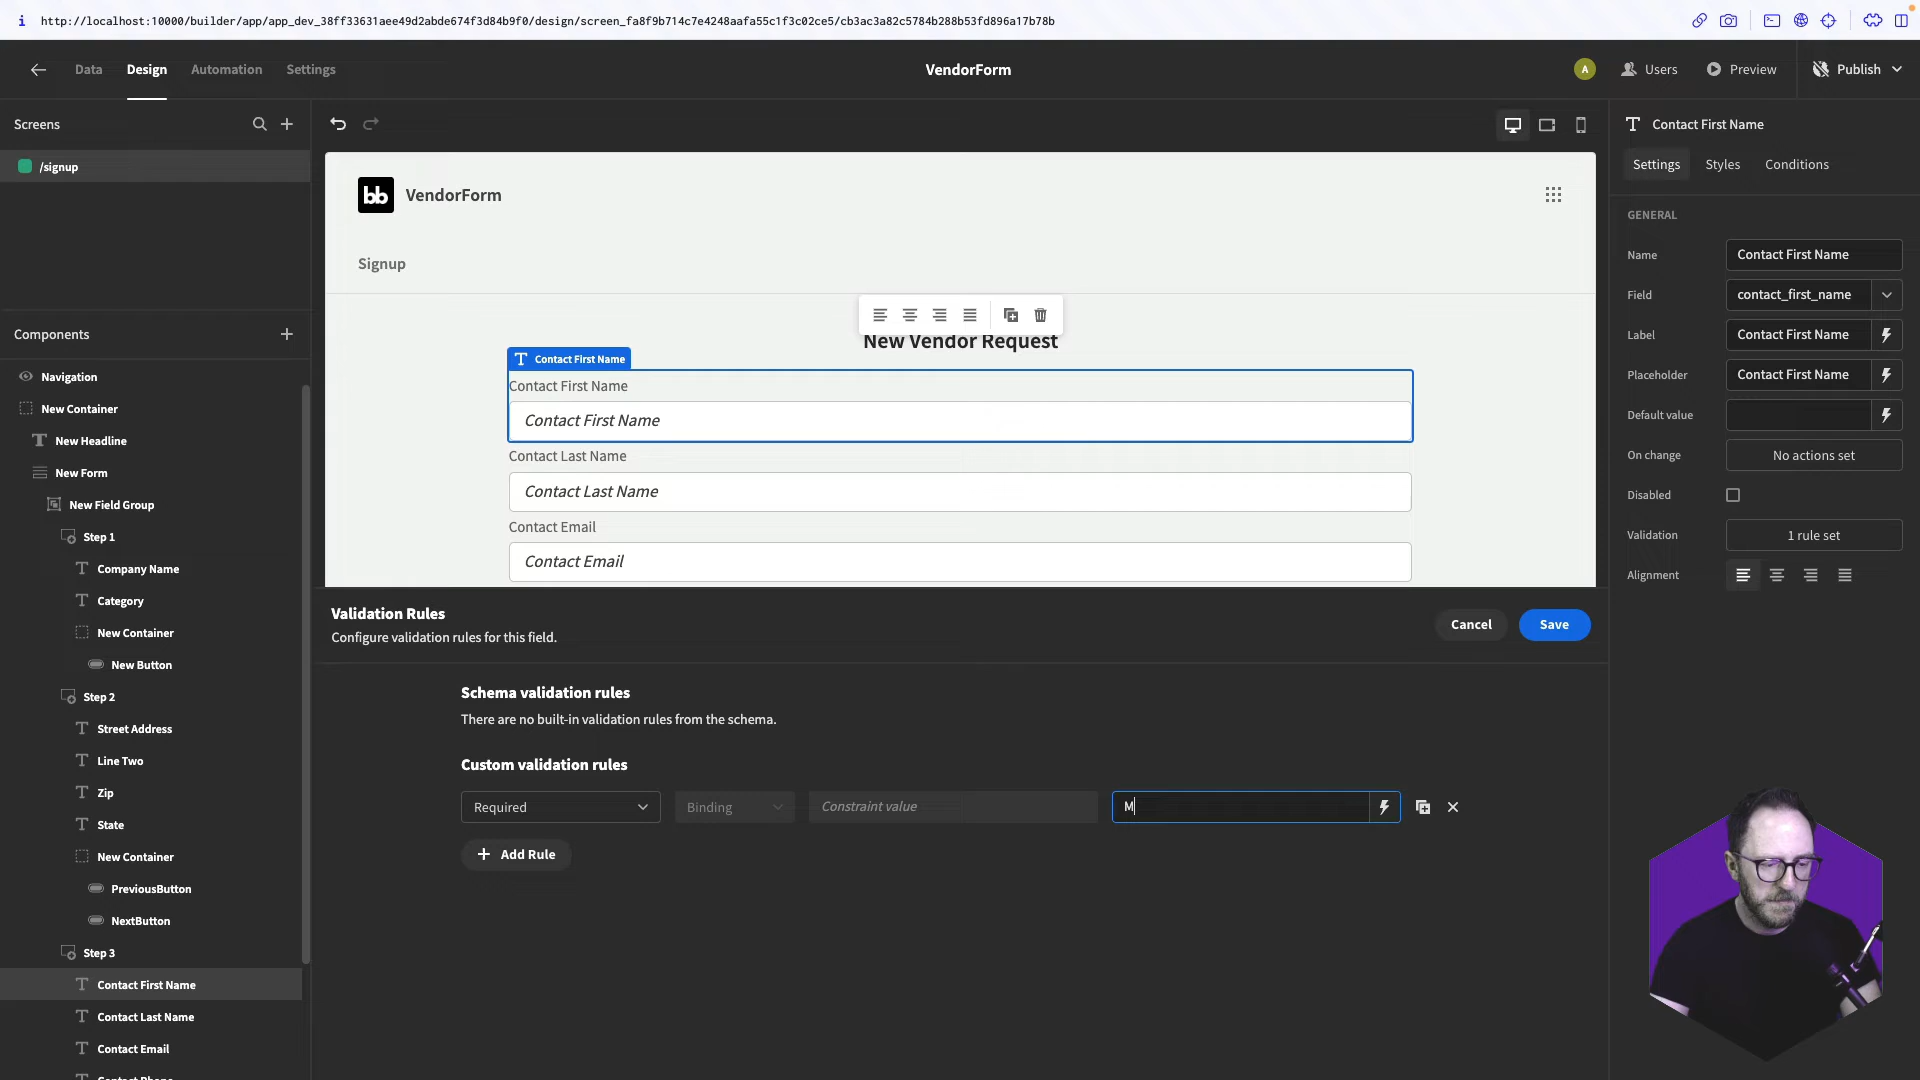 i http://localhost:10000/builder/app/app_dev_38ff33631aee49d2abde674f3d84b9f0/design/screen_fa8f9b714c7e4248aafa55c1f3c02ce5/cb3ac3a82c5784b288b53fd896a17b78b
Data Design Automation Settings
VendorForm
A Users Preview Publish
Screens
/signup
Components
Navigation
New Container
New Headline
New Form
New Field Group
Step 1
Company Name
Category
New Container
New Button
Step 2
Street Address
Line Two
Zip
State
New Container
PreviousButton
NextButton
Step 3
Contact First Name
Contact Last Name
Contact Email
Contact Phone
bb VendorForm
Signup
New Vendor Request
Contact First Name
Contact First Name
Contact First Name
Contact Last Name
Contact Last Name
Contact Email
Contact Email
Validation Rules
Configure validation rules for this field.
Cancel Save
Schema validation rules
There are no built-in validation rules from the schema.
Custom validation rules
Required Binding Constraint value M
Add Rule
Contact First Name
Settings Styles Conditions
GENERAL
Name Contact First Name
Field contact_first_name
Label Contact First Name
Placeholder Contact First Name
Default value
On change No actions set
Disabled
Validation 1 rule set
Alignment